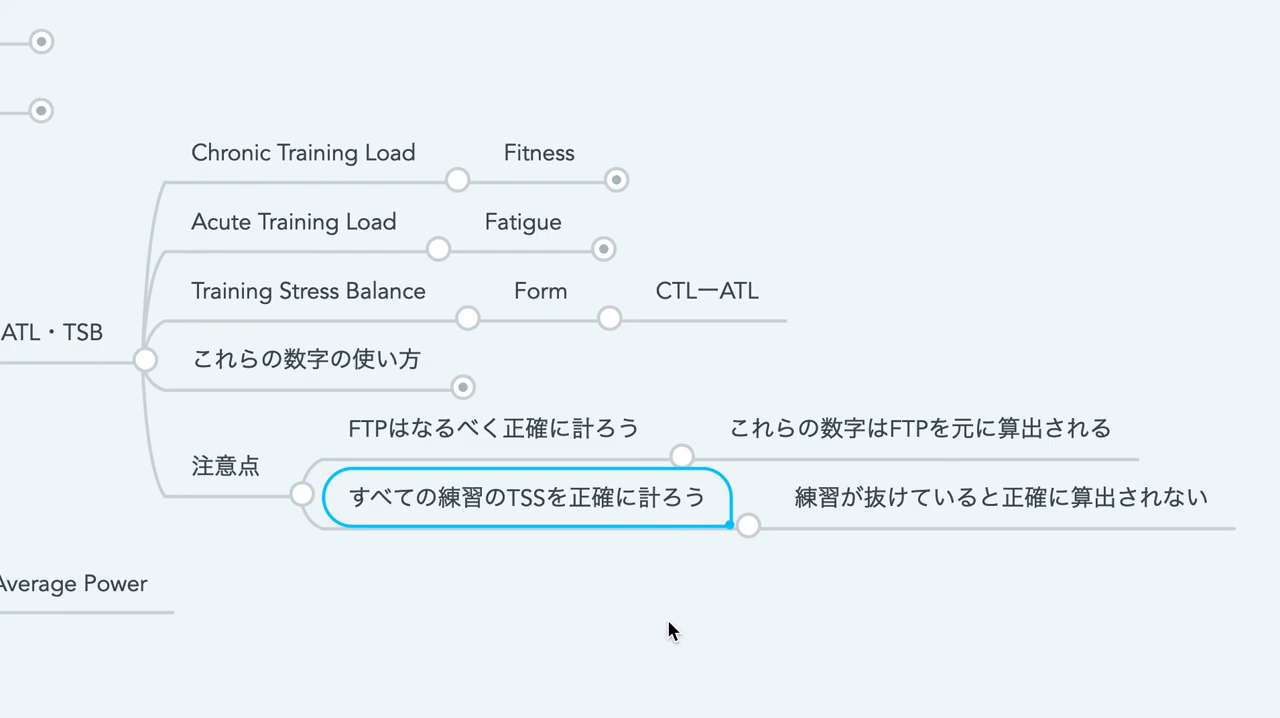 Chronic Training Load
Fitness
Acute Training Load
Fatigue
Training Stress Balance
Form
CTLーATL
ATL・TSB
これらの数字の使い方
注意点
FTPはなるべく正確に計ろう
これらの数字はFTPを元に算出される
すべての練習のTSSを正確に計ろう
練習が抜けていると正確に算出されない
Average Power